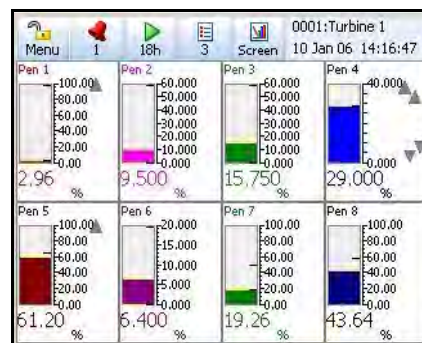 Menu 1 18h 3 Screen 0001:Turbine 1
10 Jan 06 14:16:47
Pen 1 Pen 2 Pen 3 Pen 4
100.00 60.000 60.000 40.000
80.00 50.000 50.000
60.00 40.000 40.000
40.00 30.000 30.000
20.00 20.000 20.000
10.000 10.000
0.00 0.000 0.000 0.000
2.96 9.500 15.750 29.000
% % % %
Pen 5 Pen 6 Pen 7 Pen 8
100.00 20.000 100.00 100.00
80.00 15.000 80.00 80.00
60.00 10.000 60.00 60.00
40.00 5.000 40.00 40.00
20.00 20.00 20.00
0.00 0.000 0.00 0.00
61.20 6.400 19.26 43.64
% % % %